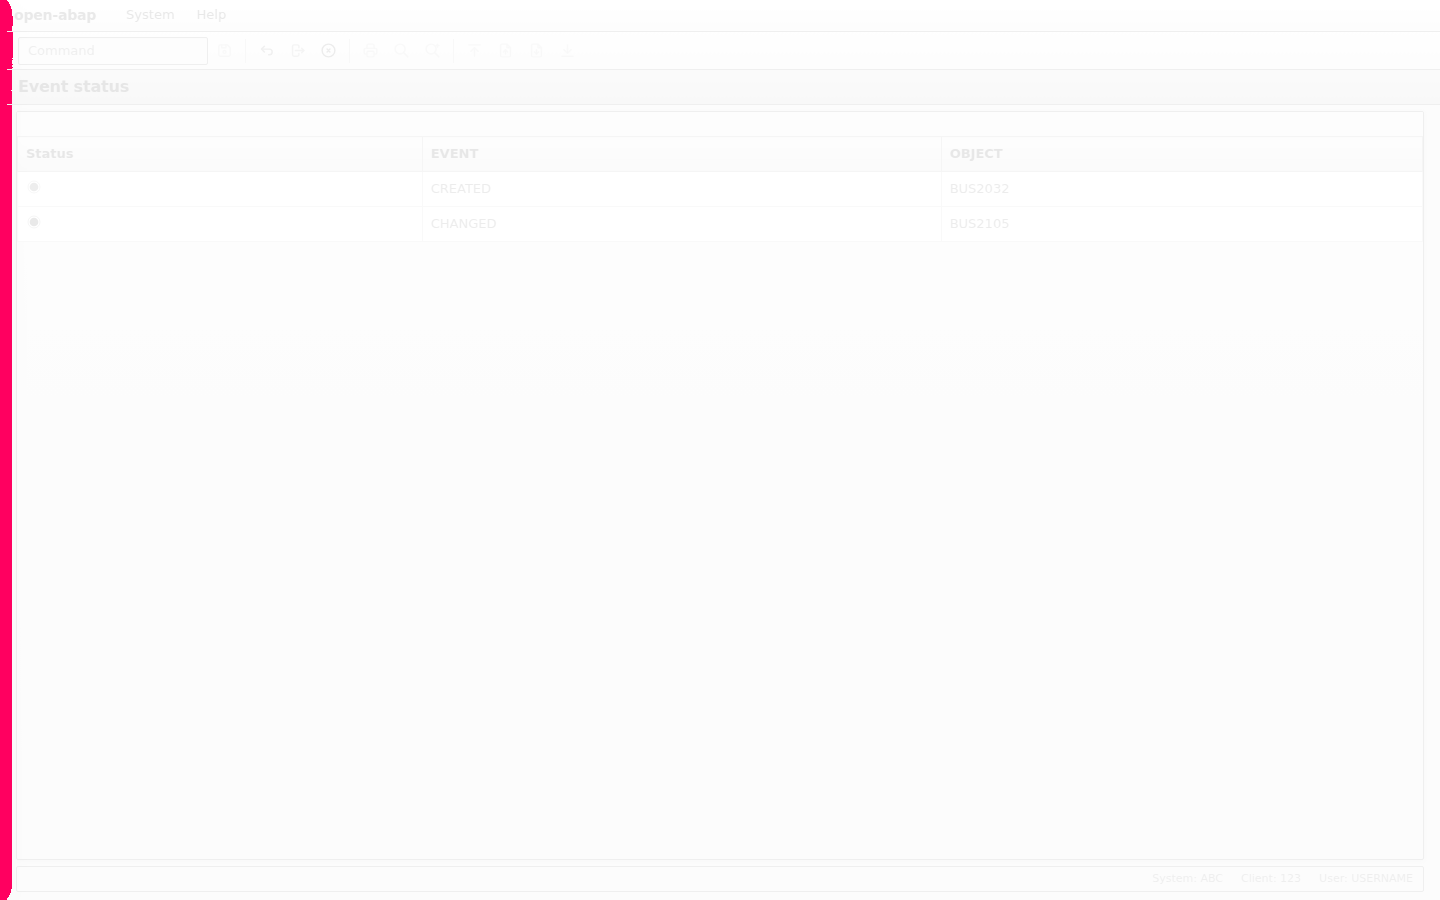 open-abap System Help
Command
Event status
Status EVENT OBJECT
CREATED BUS2032
CHANGED BUS2105
System: ABC Client: 123 User: USERNAME